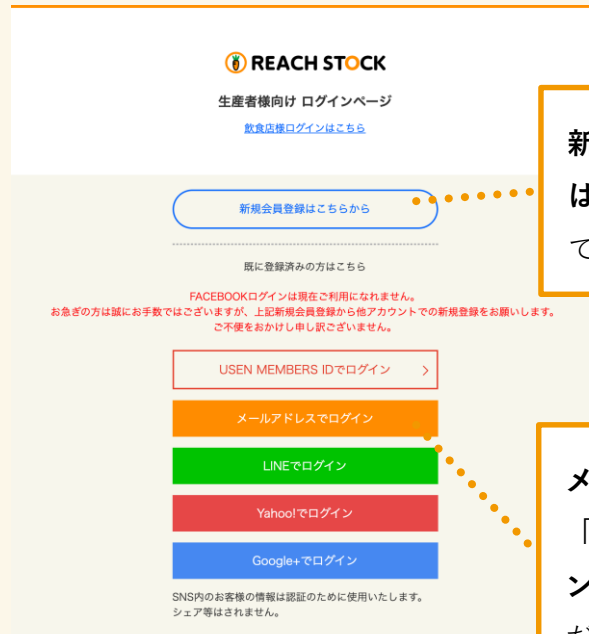 REACH STOCK
生産者様向け ログインページ
飲食店様ログインはこちら
新規会員登録はこちらから
既に登録済みの方はこちら
FACEBOOKログインは現在ご利用になれません。
お急ぎの方は誠にお手数ではございますが、上記新規会員登録から他アカウントでの新規登録をお願いします。
ご不便をおかけし申し訳ございません。
USEN MEMBERS IDでログイン
メールアドレスでログイン
LINEでログイン
Yahoo!でログイン
Google+でログイン
SNS内のお客様の情報は認証のために使用いたします。
シェア等はされません。
新
は
て
メ
「
ン